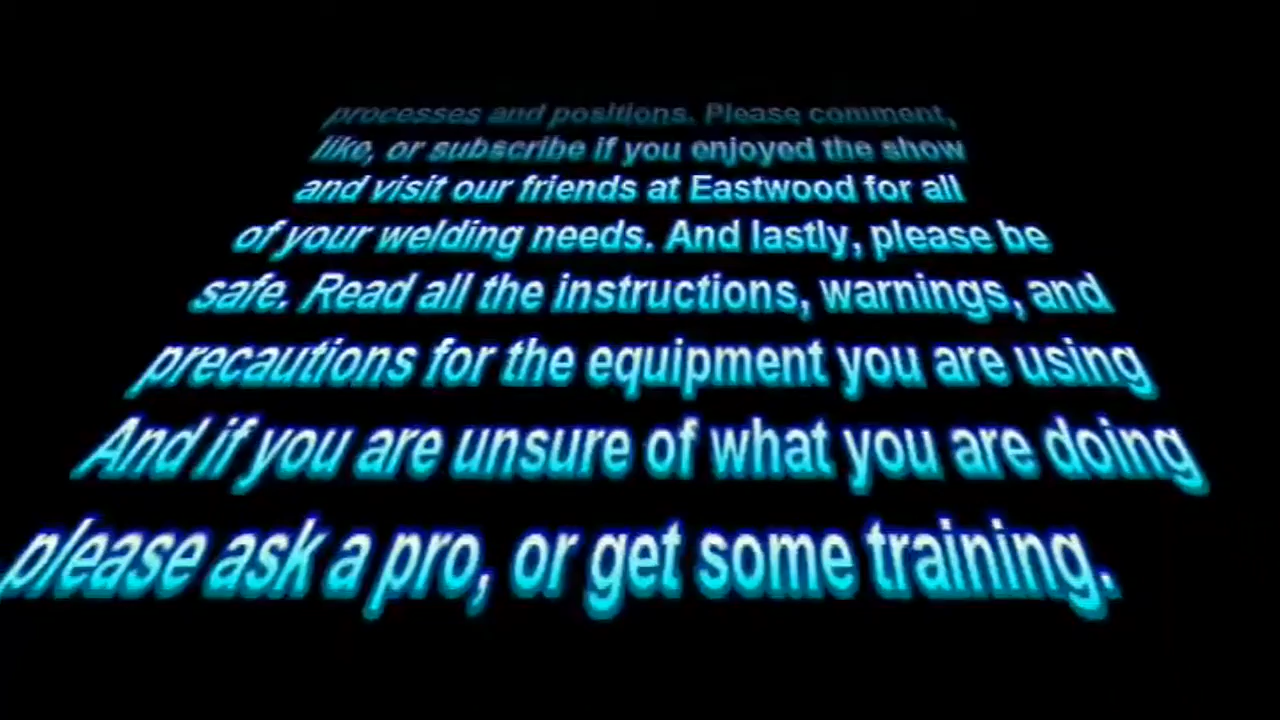 processes and positions. Please comment,
like, or subscribe if you enjoyed the show
and visit our friends at Eastwood for all
of your welding needs. And lastly, please be
safe. Read all the instructions, warnings, and
precautions for the equipment you are using
And if you are unsure of what you are doing
please ask a pro, or get some training.